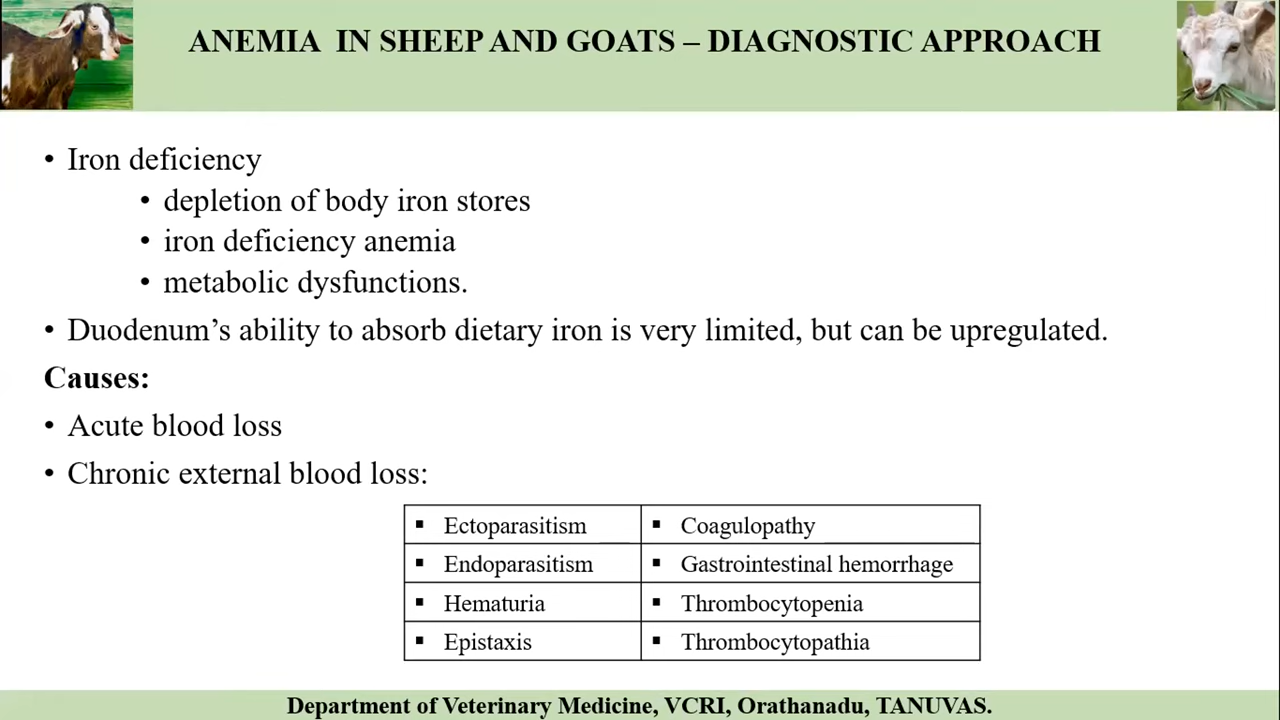 ANEMIA IN SHEEP AND GOATS – DIAGNOSTIC APPROACH
• Iron deficiency
• depletion of body iron stores
• iron deficiency anemia
• metabolic dysfunctions.
• Duodenum’s ability to absorb dietary iron is very limited, but can be upregulated.
Causes:
• Acute blood loss
• Chronic external blood loss:
▪ Ectoparasitism ▪ Coagulopathy
▪ Endoparasitism ▪ Gastrointestinal hemorrhage
▪ Hematuria ▪ Thrombocytopenia
▪ Epistaxis ▪ Thrombocytopathia
Department of Veterinary Medicine, VCRI, Orathanadu, TANUVAS.